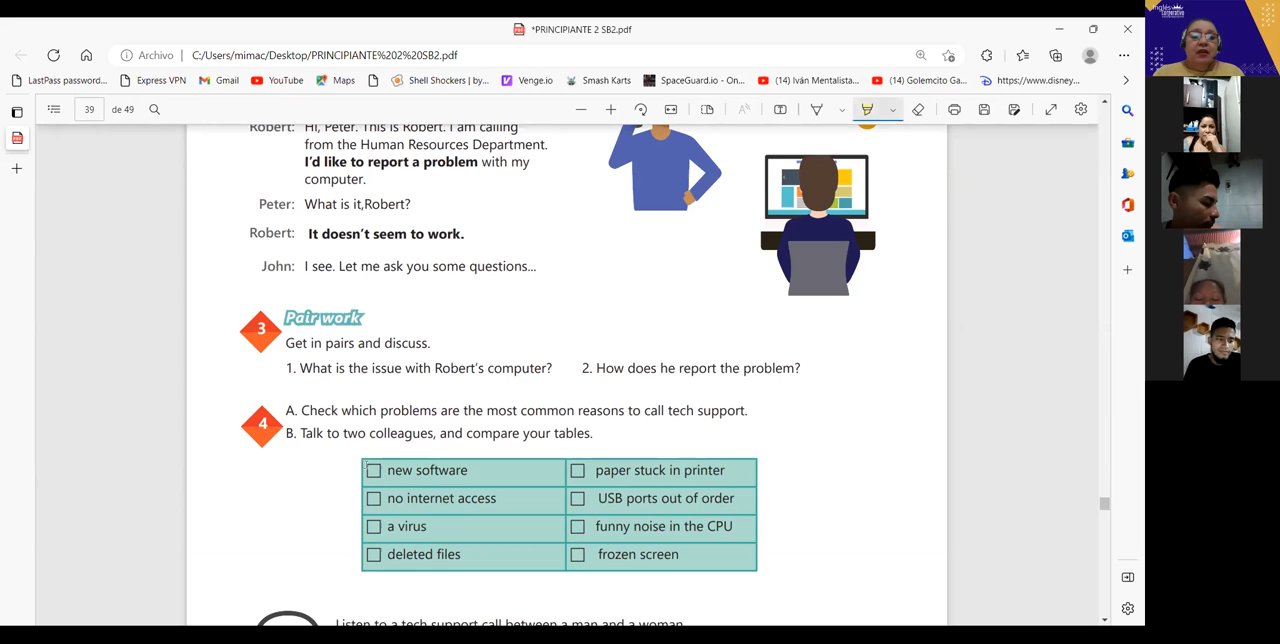 *PRINCIPIANTE 2 SB2.pdf
Archivo
C:/Users/mimac/Desktop/PRINCIPIANTE%202%20SB2.pdf
LastPass password...
Express VPN
Gmail
YouTube
Maps
Shell Shockers | by...
Venge.io
Smash Karts
SpaceGuard.io - On...
(14) Iván Mentalista...
(14) Golemcito Ga...
https://www.disney...
39
de 49
Robert: Hi, Peter. This is Robert. I am calling
from the Human Resources Department.
I'd like to report a problem with my
computer.
Peter: What is it,Robert?
Robert: It doesn't seem to work.
John: I see. Let me ask you some questions...
3 Pair work
Get in pairs and discuss.
1. What is the issue with Robert's computer?
2. How does he report the problem?
4
A. Check which problems are the most common reasons to call tech support.
B. Talk to two colleagues, and compare your tables.
new software
paper stuck in printer
no internet access
USB ports out of order
a virus
funny noise in the CPU
deleted files
frozen screen
Listen to a tech support call between a man and a woman
inglés
corporativo